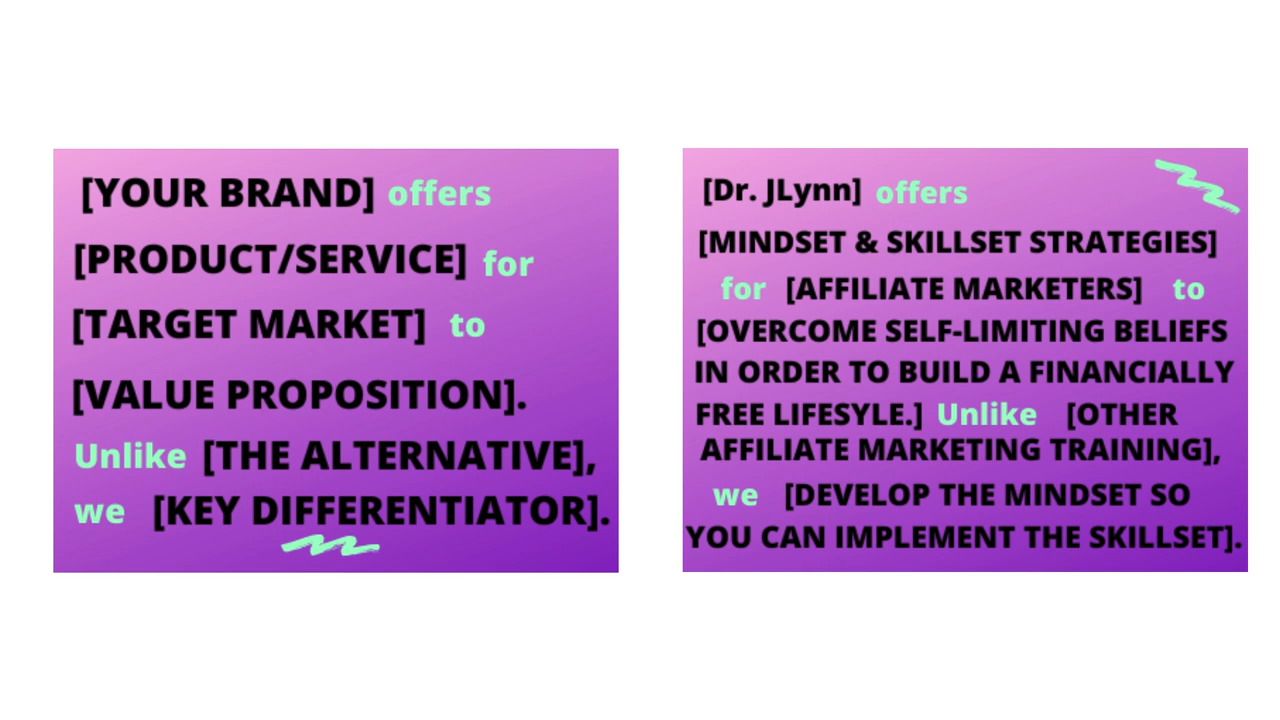 [YOUR BRAND] offers
[PRODUCT/SERVICE] for
[TARGET MARKET] to
[VALUE PROPOSITION].
Unlike [THE ALTERNATIVE],
we [KEY DIFFERENTIATOR].
[Dr. JLynn] offers
[MINDSET & SKILLSET STRATEGIES]
for [AFFILIATE MARKETERS] to
[OVERCOME SELF-LIMITING BELIEFS
IN ORDER TO BUILD A FINANCIALLY
FREE LIFESYLE.] Unlike [OTHER
AFFILIATE MARKETING TRAINING],
we [DEVELOP THE MINDSET SO
YOU CAN IMPLEMENT THE SKILLSET].